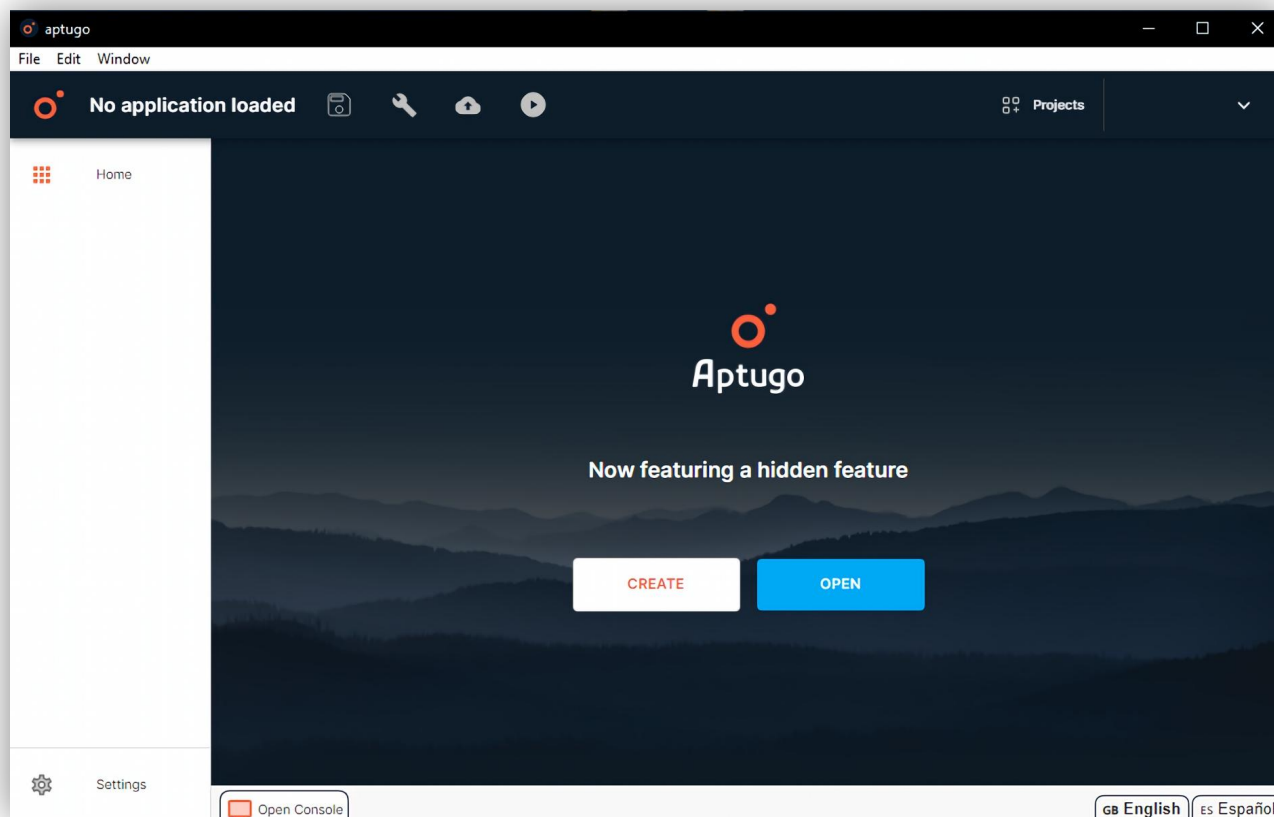 aptugo
File Edit Window
No application loaded
Projects
Home
Aptugo
Now featuring a hidden feature
CREATE
OPEN
Settings
Open Console
GB English
ES Español